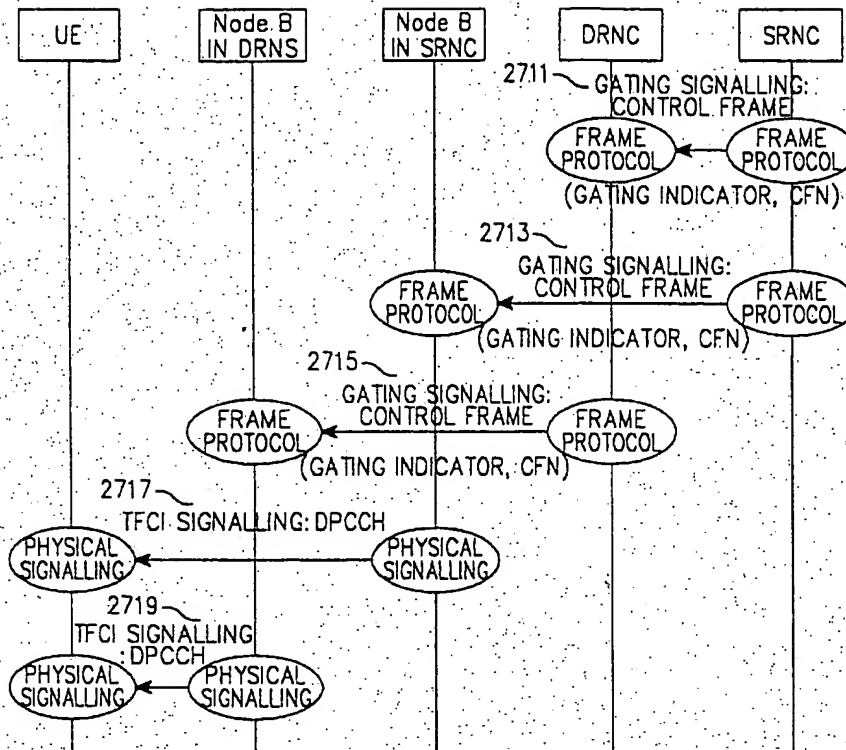 UE
Node B
IN DRNS
Node B
IN SRNC
DRNC
SRNC
2711
GATING SIGNALLING:
CONTROL FRAME
FRAME
PROTOCOL
FRAME
PROTOCOL
(GATING INDICATOR, CFN)
2713
GATING SIGNALLING:
CONTROL FRAME
FRAME
PROTOCOL
FRAME
PROTOCOL
(GATING INDICATOR, CFN)
2715
GATING SIGNALLING:
CONTROL FRAME
FRAME
PROTOCOL
FRAME
PROTOCOL
(GATING INDICATOR, CFN)
2717
TFCI SIGNALLING: DPCCH
PHYSICAL
SIGNALLING
PHYSICAL
SIGNALLING
2719
TFCI SIGNALLING
: DPCCH
PHYSICAL
SIGNALLING
PHYSICAL
SIGNALLING